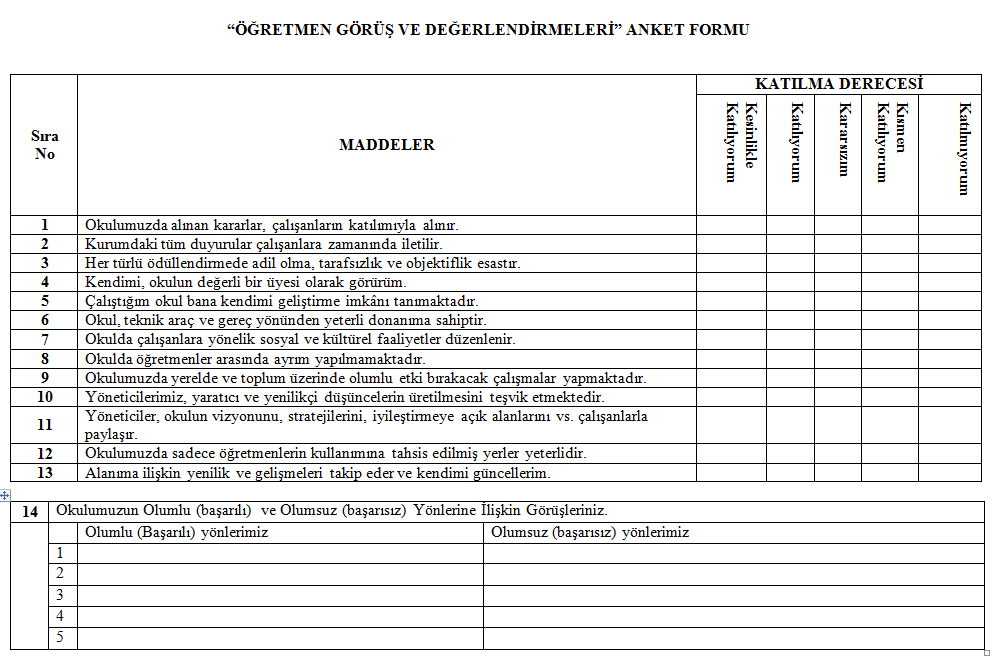 “ÖĞRETMEN GÖRÜŞ VE DEĞERLENDİRMELERİ” ANKET FORMU
Sıra
No
MADDELER
KATILMA DERECESİ
Kesinlikle
Katılıyorum
Katılıyorum
Kararsızım
Kısmen
Katılıyorum
Katılmıyorum
1 Okulumuzda alınan kararlar, çalışanların katılımıyla alınır.
2 Kurumdaki tüm duyurular çalışanlara zamanında iletilir.
3 Her türlü ödüllendirmede adil olma, tarafsızlık ve objektiflik esastır.
4 Kendimi, okulun değerli bir üyesi olarak görürüm.
5 Çalıştığım okul bana kendimi geliştirme imkânı tanımaktadır.
6 Okul, teknik araç ve gereç yönünden yeterli donanıma sahiptir.
7 Okulda çalışanlara yönelik sosyal ve kültürel faaliyetler düzenlenir.
8 Okulda öğretmenler arasında ayrım yapılmamaktadır.
9 Okulumuzda yerelde ve toplum üzerinde olumlu etki bırakacak çalışmalar yapmaktadır.
10 Yöneticilerimiz, yaratıcı ve yenilikçi düşüncelerin üretilmesini teşvik etmektedir.
11 Yöneticiler, okulun vizyonunu, stratejilerini, iyileştirmeye açık alanlarını vs. çalışanlarla
paylaşır.
12 Okulumuzda sadece öğretmenlerin kullanımına tahsis edilmiş yerler yeterlidir.
13 Alanıma ilişkin yenilik ve gelişmeleri takip eder ve kendimi güncellerim.
14 Okulumuzun Olumlu (başarılı) ve Olumsuz (başarısız) Yönlerine İlişkin Görüşleriniz.
Olumlu (Başarılı) yönlerimiz Olumsuz (başarısız) yönlerimiz
1
2
3
4
5